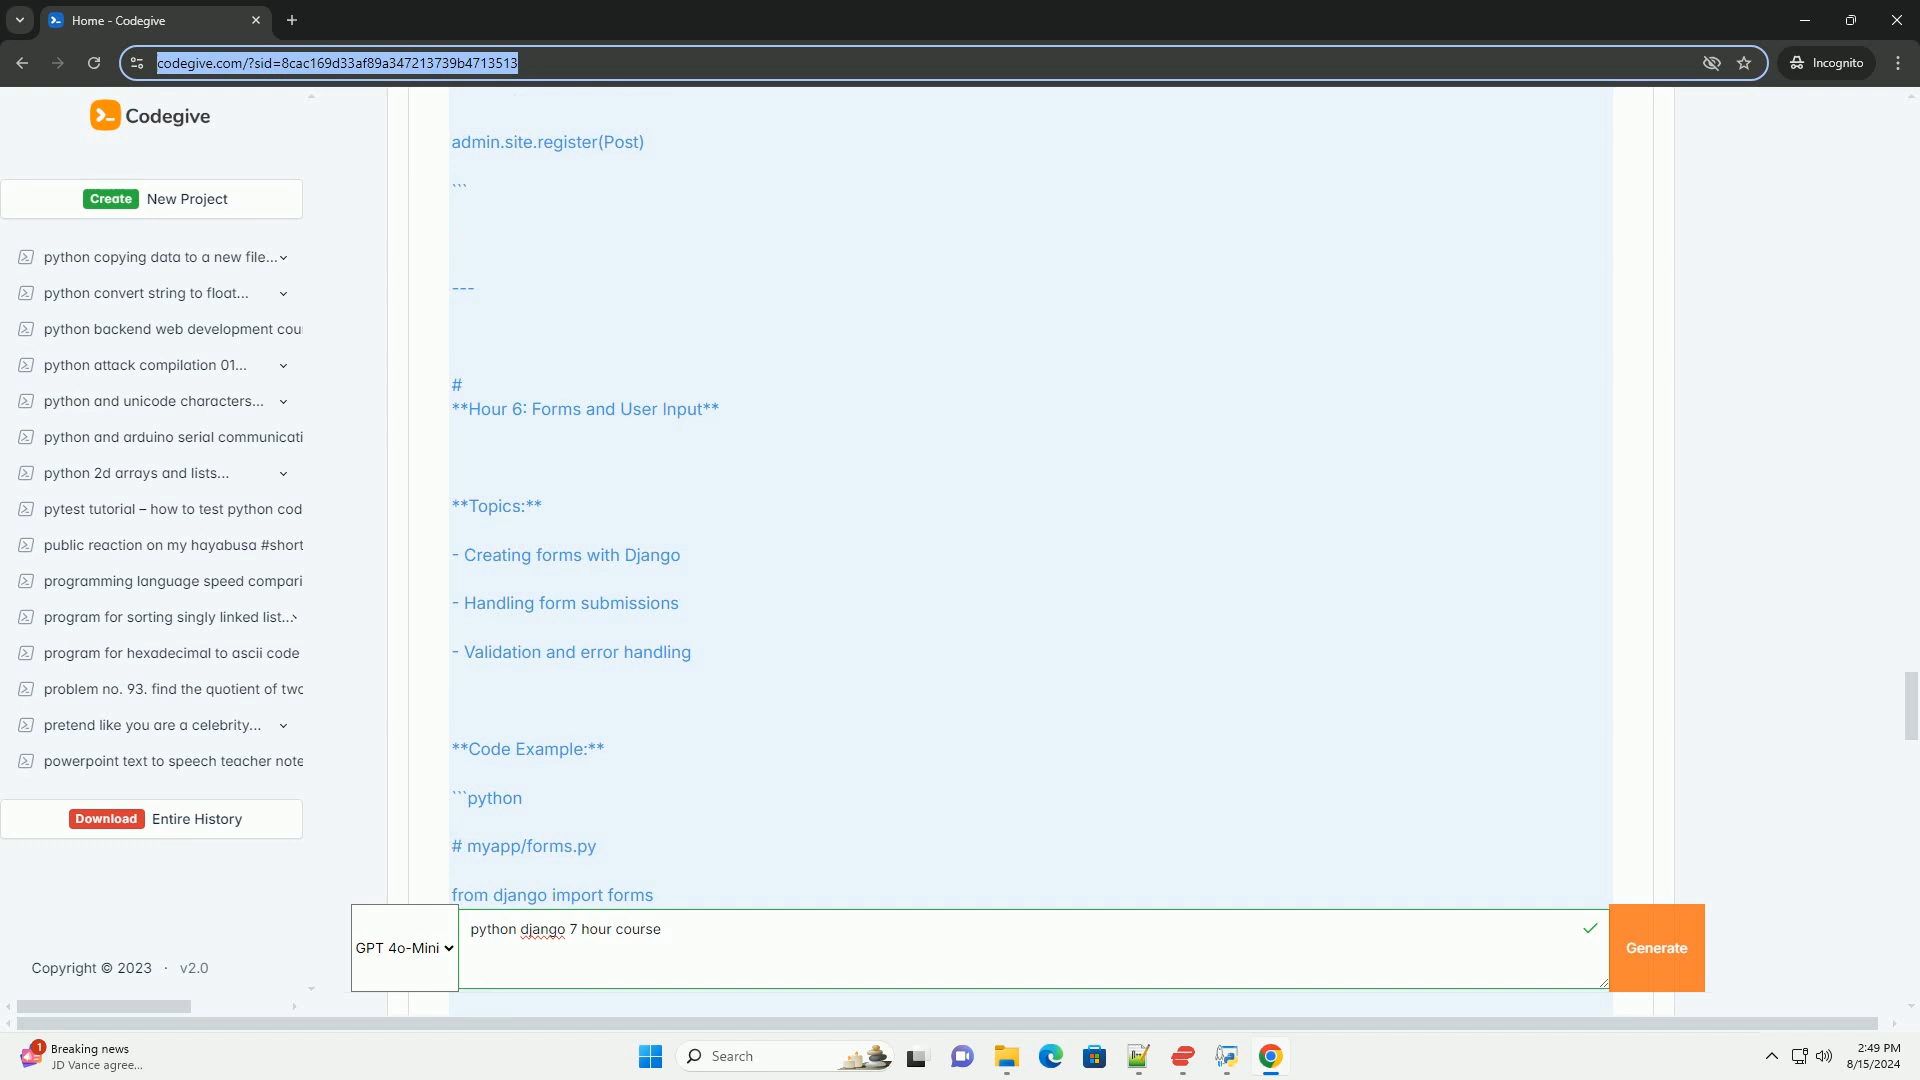 Home - Codegive
codegive.com/?sid=8cac169d33af89a347213739b4713513
Incognito
Codegive
Create New Project
python copying data to a new file...
python convert string to float...
python backend web development cou
python attack compilation 01...
python and unicode characters...
python and arduino serial communicati
python 2d arrays and lists...
pytest tutorial – how to test python cod
public reaction on my hayabusa #short
programming language speed compari
program for sorting singly linked list...
program for hexadecimal to ascii code
problem no. 93. find the quotient of two
pretend like you are a celebrity...
powerpoint text to speech teacher note
Download Entire History
Copyright © 2023 · v2.0
admin.site.register(Post)
```
---
#
**Hour 6: Forms and User Input**
**Topics:**
- Creating forms with Django
- Handling form submissions
- Validation and error handling
**Code Example:**
```python
# myapp/forms.py
from django import forms
GPT 4o-Mini
python django 7 hour course
Generate
1
Breaking news
JD Vance agree...
Search
2:49 PM
8/15/2024